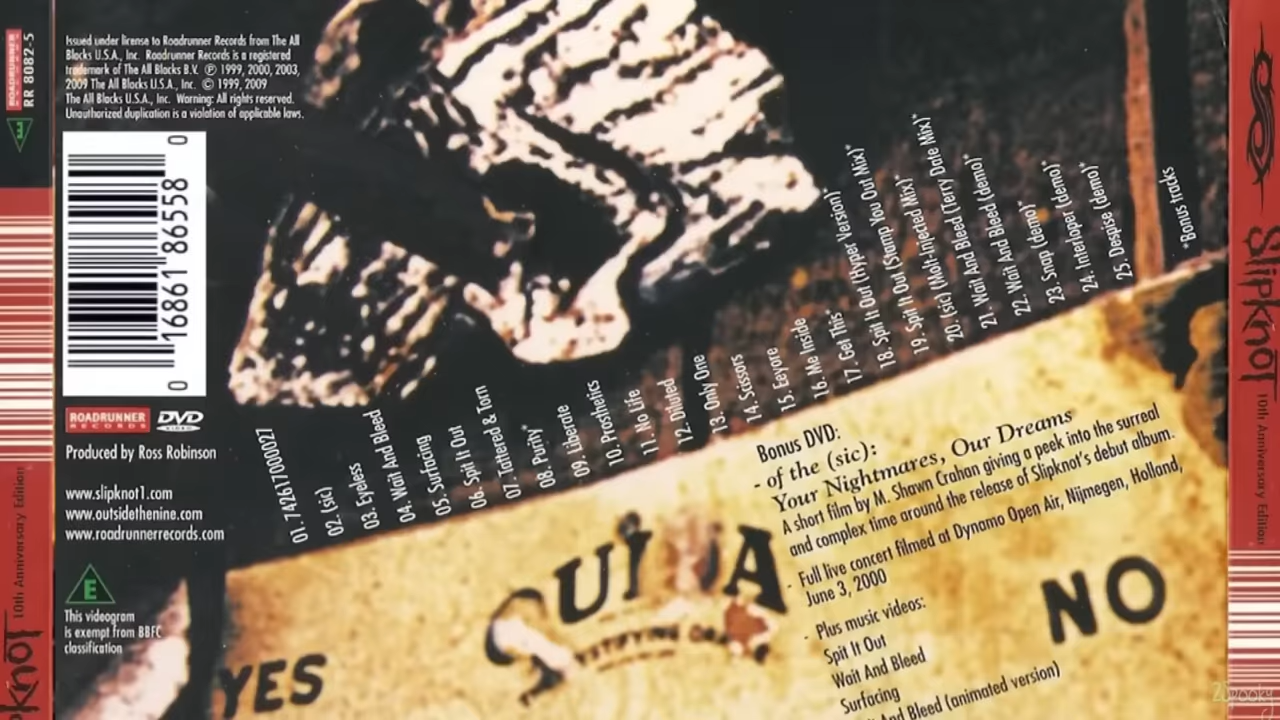 ROADRUNNER
RR 8082-5
E
10th Anniversary Edition
Issued under license to Roadrunner Records from The All
Blacks U.S.A., Inc. Roadrunner Records is a registered
trademark of The All Blacks B.V. ℗ 1999, 2000, 2003,
2009 The All Blacks U.S.A., Inc. © 1999, 2009
The All Blacks U.S.A., Inc. Warning: All rights reserved.
Unauthorized duplication is a violation of applicable laws.
0 16861 86558 0
ROADRUNNER
RECORDS
DVD
VIDEO
Produced by Ross Robinson
www.slipknot1.com
www.outsidethenine.com
www.roadrunnerrecords.com
E
This videogram
is exempt from BBFC
classification
01. 742617000027
02. (sic)
03. Eyeless
04. Wait And Bleed
05. Surfacing
06. Spit It Out
07. Tattered & Torn
08. Purity*
09. Liberate
10. Prosthetics
11. No Life
12. Diluted
13. Only One
14. Scissors
15. Eeyore
16. Me Inside
17. Get This*
18. Spit It Out (Hyper Version)*
19. Spit It Out (Stamp You Out Mix)*
20. (sic) (Molt-Injected Mix)*
21. Wait And Bleed (Terry Date Mix)*
22. Wait And Bleed (demo)*
23. Snap (demo)*
24. Interloper (demo)*
25. Despise (demo)*
*Bonus tracks
Bonus DVD:
- of the (sic):
Your Nightmares, Our Dreams
A short film by M. Shawn Crahan giving a peek into the surreal
and complex time around the release of Slipknot's debut album.
- Full live concert filmed at Dynamo Open Air, Nijmegen, Holland,
June 3, 2000
- Plus music videos:
Spit It Out
Wait And Bleed
Surfacing
And Bleed (animated version)
YES
NO
SlipKnoT
10th Anniversary Edition